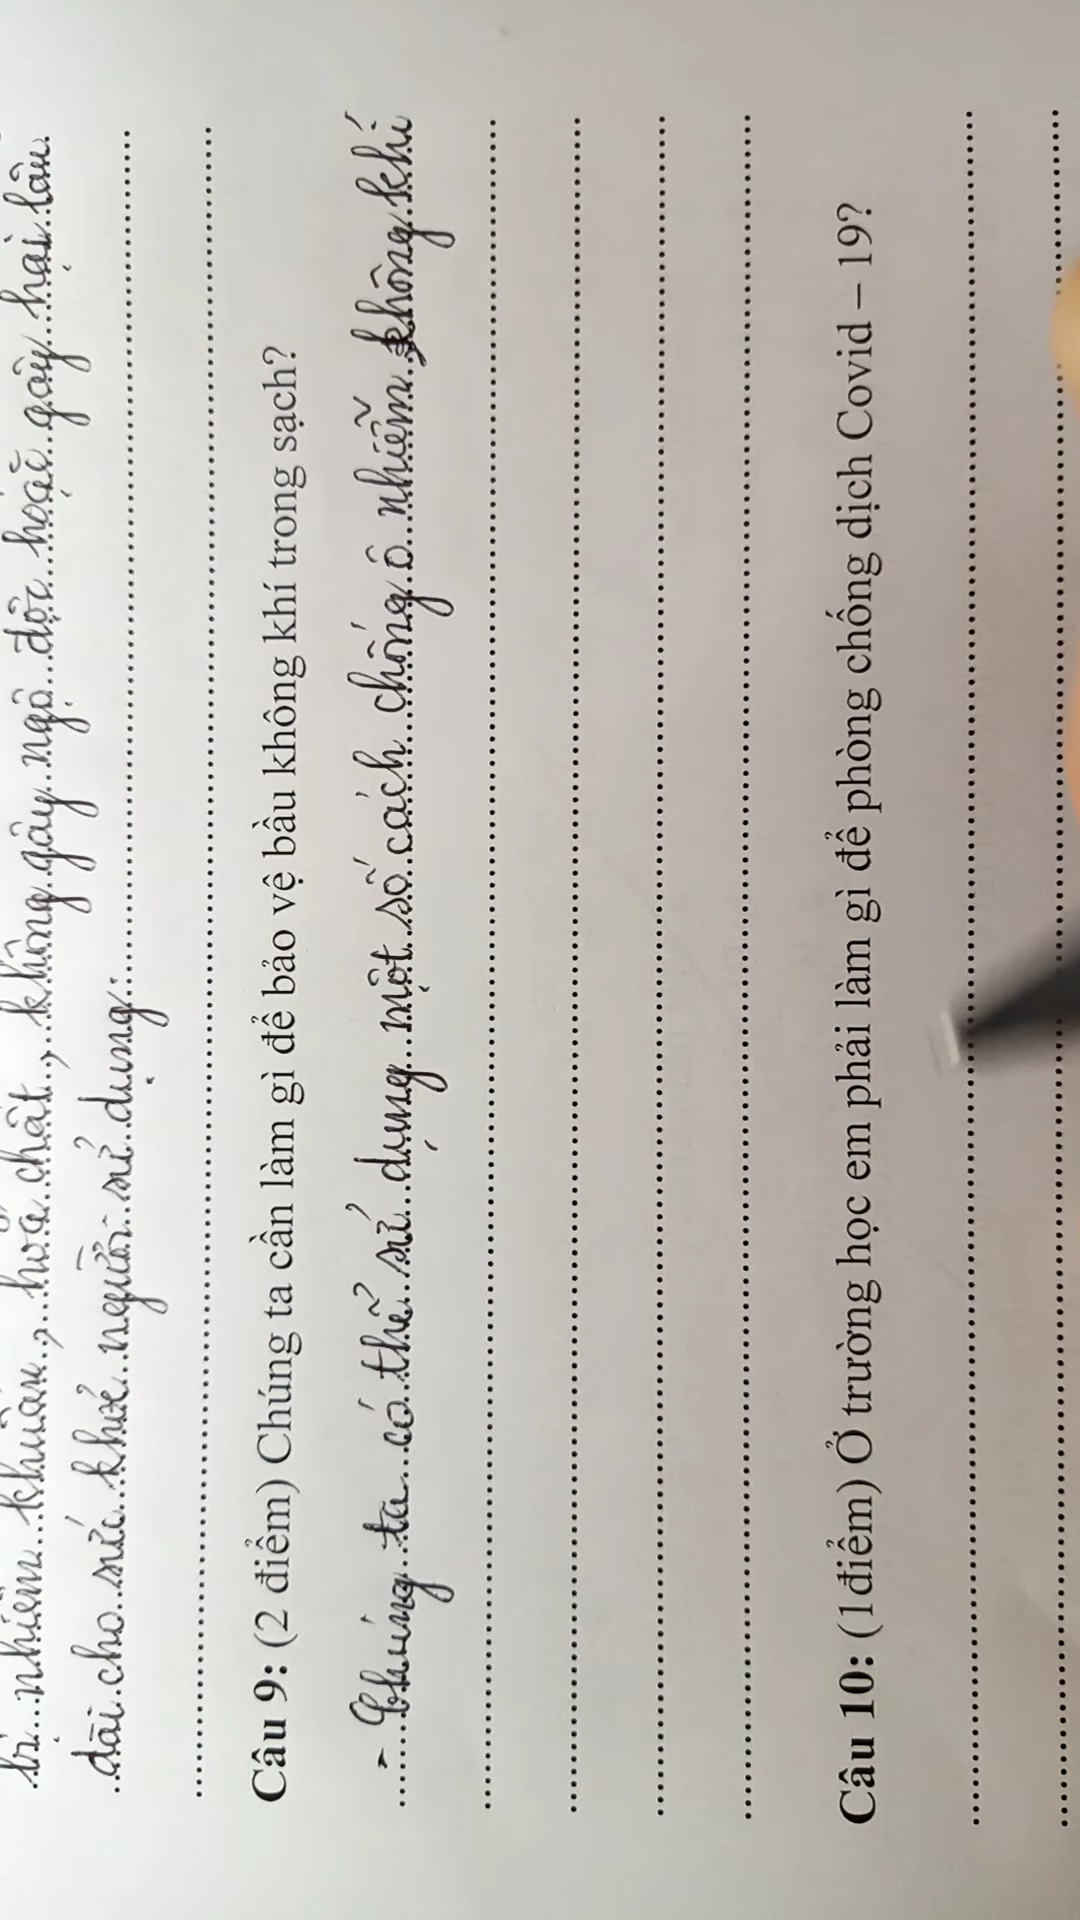 bị nhiễm khuẩn, hoá chất, không gây ngộ độc hoặc gây hại lâu
dài cho sức khoẻ người sử dụng.
Câu 9: (2 điểm) Chúng ta cần làm gì để bảo vệ bầu không khí trong sạch?
- Chúng ta có thể sử dụng một số cách chống ô nhiễm không khí
Câu 10: (1điểm) Ở trường học em phải làm gì để phòng chống dịch Covid – 19?